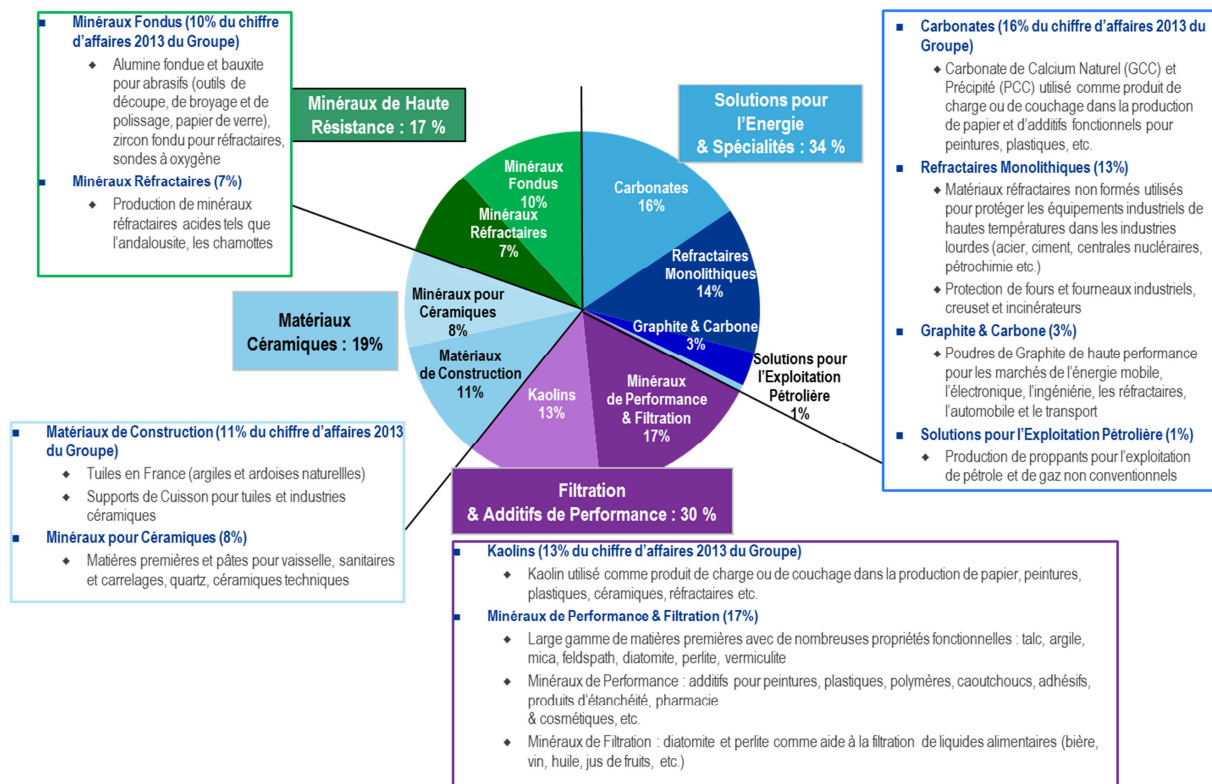 Minéraux Fondus (10% du chiffre
d'affaires 2013 du Groupe)
Alumine fondue et bauxite
pour abrasifs (outils de
découpe, de broyage et de
polissage, papier de verre),
zircon fondu pour réfractaires,
sondes à oxygène
Minéraux Réfractaires (7%)
Production de minéraux
réfractaires acides tels que
l'andalousite, les chamottes
Minéraux de Haute
Résistance : 17 %
Solutions pour
l'Energie
& Spécialités : 34 %
Carbonates (16% du chiffre d'affaires 2013 du
Groupe)
Carbonate de Calcium Naturel (GCC) et
Précipité (PCC) utilisé comme produit de
charge ou de couchage dans la production
de papier et d'additifs fonctionnels pour
peintures, plastiques, etc.
Refractaires Monolithiques (13%)
Matériaux réfractaires non formés utilisés
pour protéger les équipements industriels de
hautes températures dans les industries
lourdes (acier, ciment, centrales nucléraires,
pétrochimie etc.)
Protection de fours et fourneaux industriels,
creuset et incinérateurs
Graphite & Carbone (3%)
Poudres de Graphite de haute performance
pour les marchés de l'énergie mobile,
l'électronique, l'ingéniérie, les réfractaires,
l'automobile et le transport
Solutions pour l'Exploitation Pétrolière (1%)
Production de proppants pour l'exploitation
de pétrole et de gaz non conventionnels
Minéraux
Fondus
10%
Carbonates
16%
Minéraux
Réfractaires
7%
Refractaires
Monolithiques
14%
Minéraux pour
Céramiques
8%
Graphite & Carbone
3%
Matériaux
Céramiques : 19%
Matériaux
de Construction
11%
Kaolins
13%
Minéraux
de Performance
& Filtration
17%
Solutions pour
l'Exploitation
Pétrolière
1%
Filtration
& Additifs de Performance : 30 %
Matériaux de Construction (11% du chiffre d'affaires 2013
du Groupe)
Tuiles en France (argiles et ardoises naturellles)
Supports de Cuisson pour tuiles et industries
céramiques
Minéraux pour Céramiques (8%)
Matières premières et pâtes pour vaisselle, sanitaires
et carrelages, quartz, céramiques techniques
Kaolins (13% du chiffre d'affaires 2013 du Groupe)
Kaolin utilisé comme produit de charge ou de couchage dans la production de papier, peintures,
plastiques, céramiques, réfractaires etc.
Minéraux de Performance & Filtration (17%)
Large gamme de matières premières avec de nombreuses propriétés fonctionnelles : talc, argile,
mica, feldspath, diatomite, perlite, vermiculite
Minéraux de Performance : additifs pour peintures, plastiques, polymères, caoutchoucs, adhésifs,
produits d'étanchéité, pharmacie
& cosmétiques, etc.
Minéraux de Filtration : diatomite et perlite comme aide à la filtration de liquides alimentaires (bière,
vin, huile, jus de fruits, etc.)